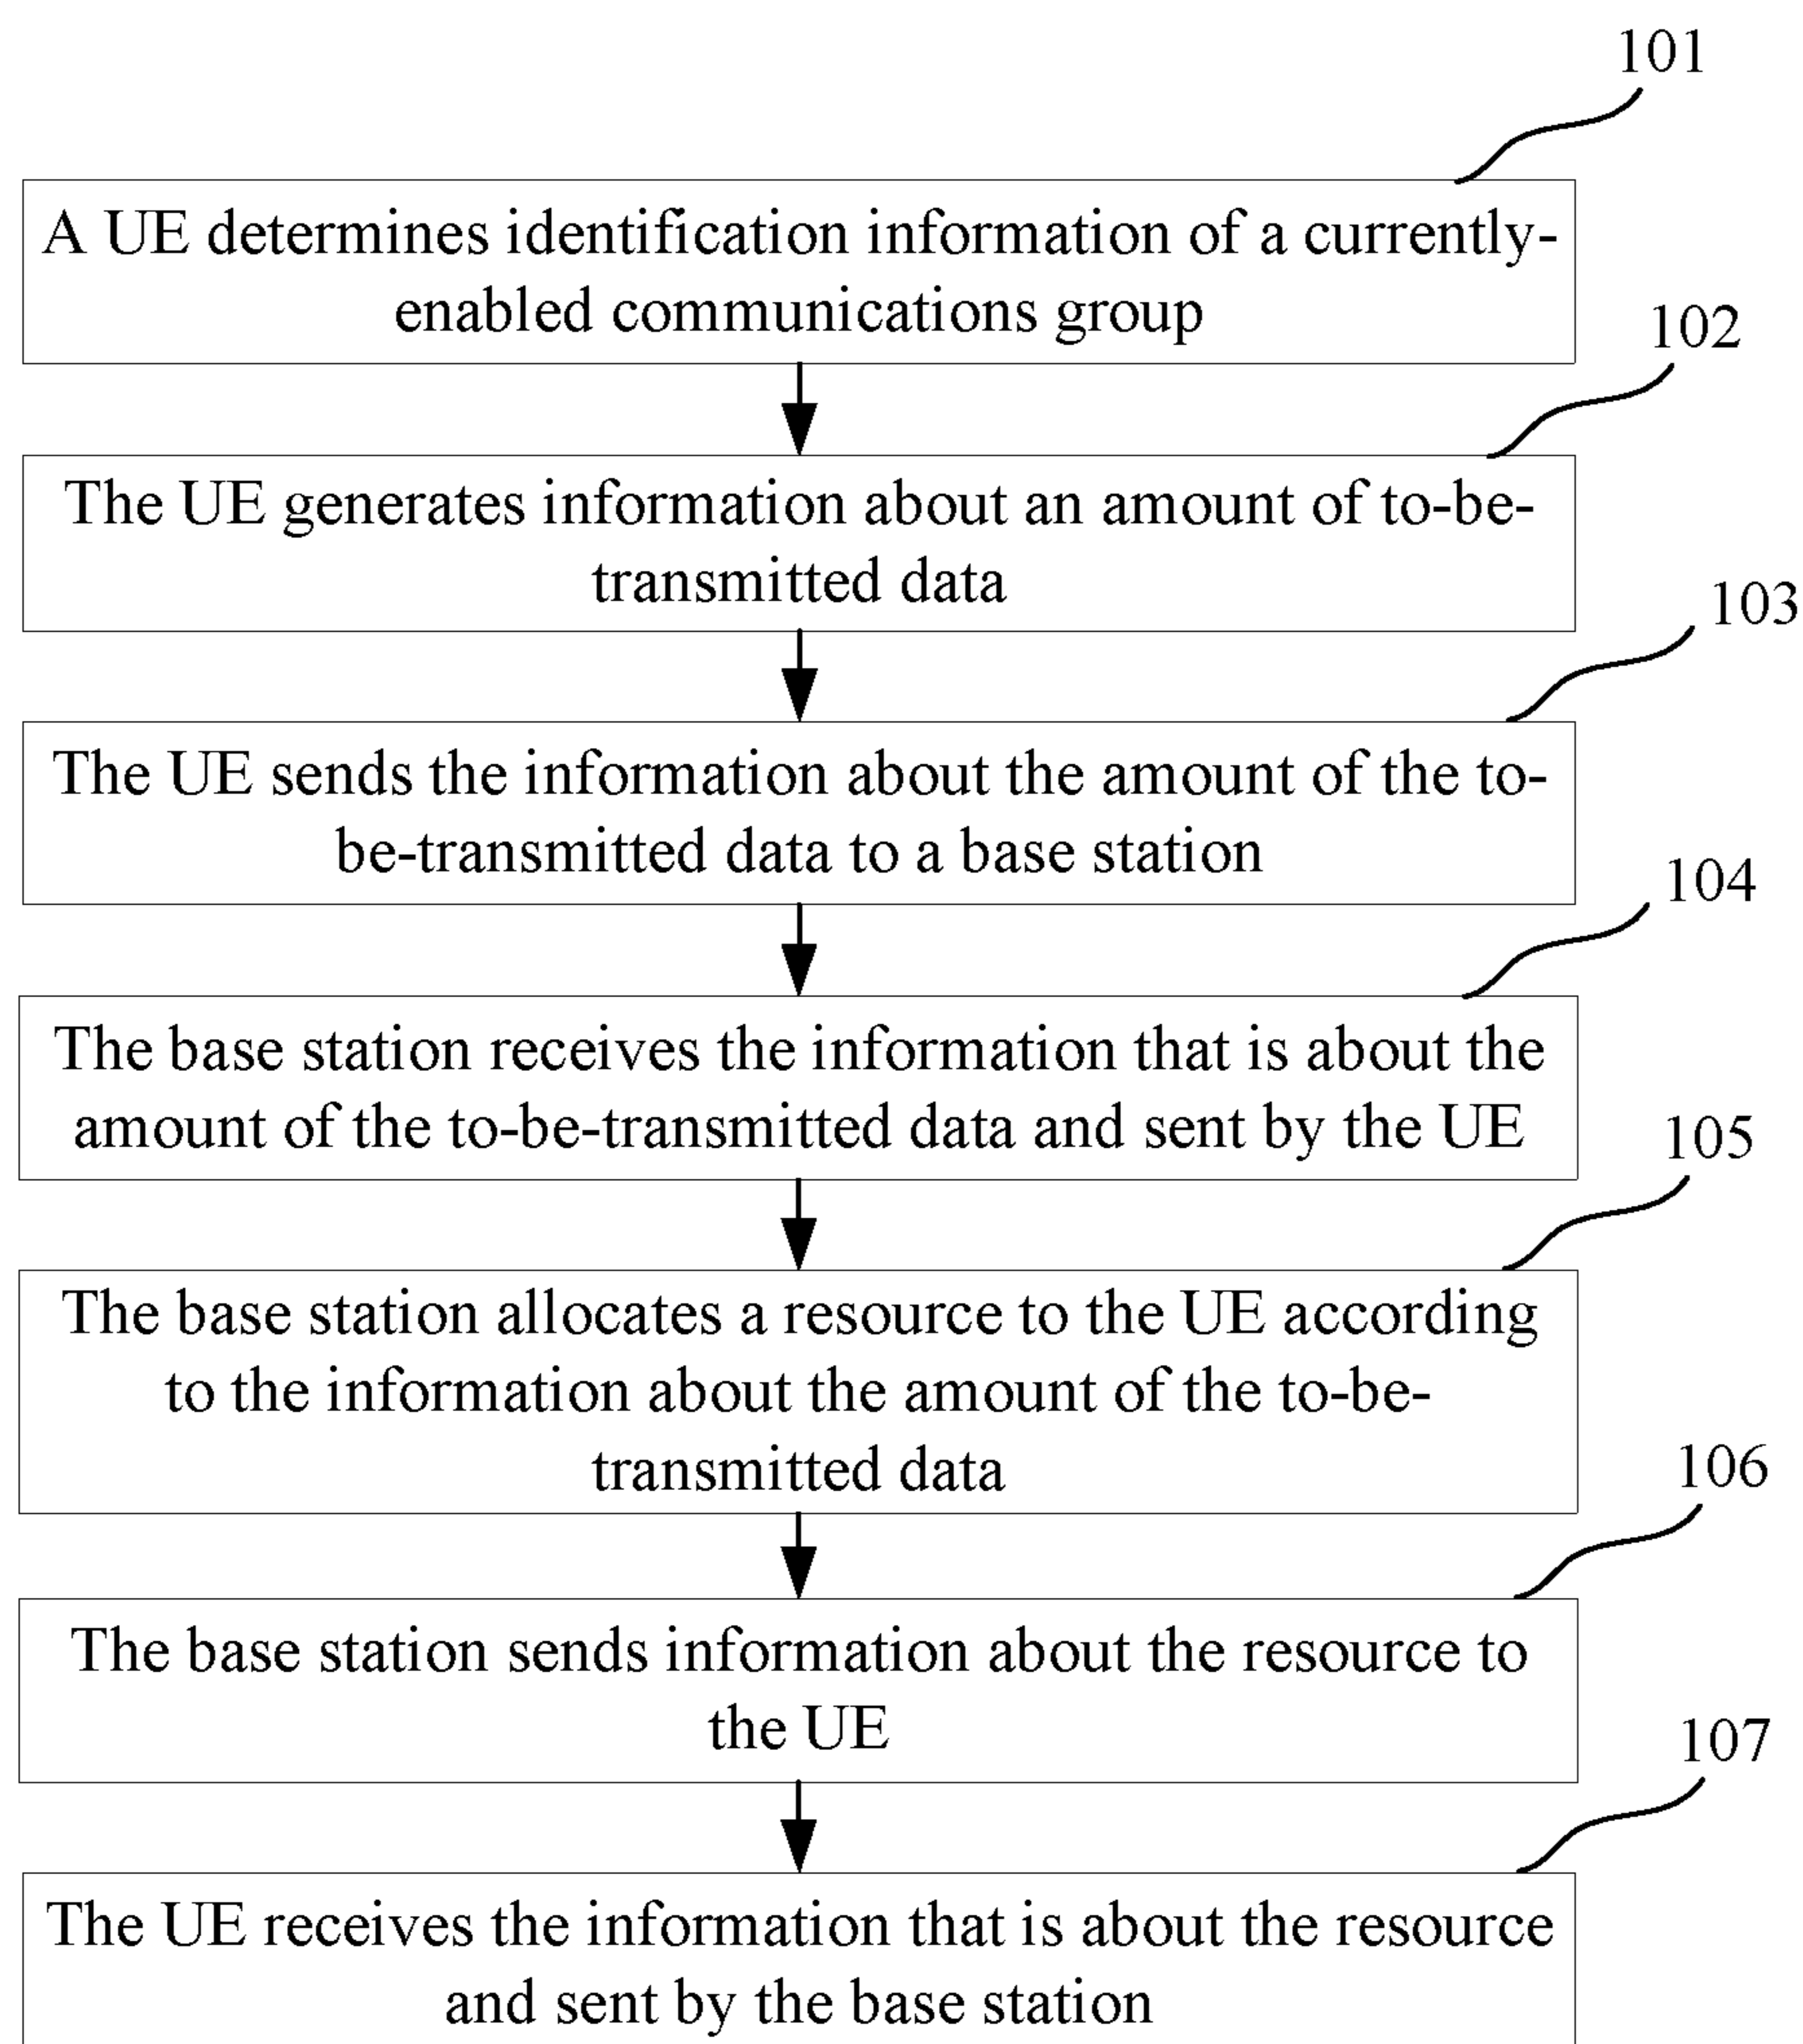 101
A UE determines identification information of a currently-
enabled communications group
102
The UE generates information about an amount of to-be-
transmitted data
103
The UE sends the information about the amount of the to-
be-transmitted data to a base station
104
The base station receives the information that is about the
amount of the to-be-transmitted data and sent by the UE
105
The base station allocates a resource to the UE according
to the information about the amount of the to-be-
transmitted data
106
The base station sends information about the resource to
the UE
107
The UE receives the information that is about the resource
and sent by the base station